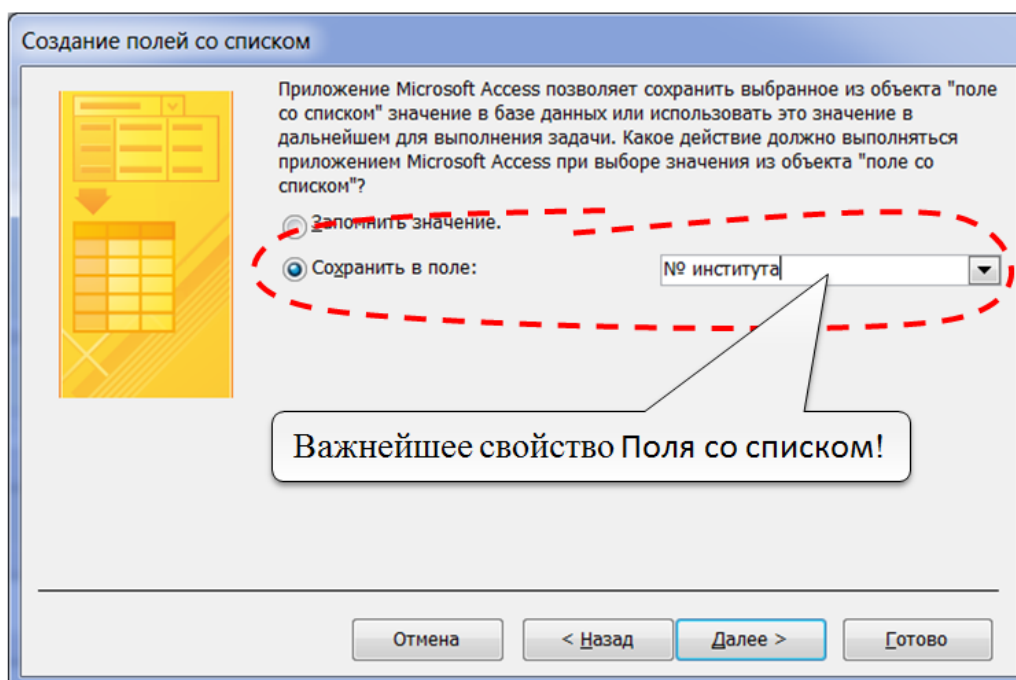 Создание полей со списком
Приложение Microsoft Access позволяет сохранить выбранное из объекта "поле
со списком" значение в базе данных или использовать это значение в
дальнейшем для выполнения задачи. Какое действие должно выполняться
приложением Microsoft Access при выборе значения из объекта "поле со
списком"?
Запомнить значение.
Сохранить в поле: № института
Важнейшее свойство Поля со списком!
Отмена < Назад Далее > Готово